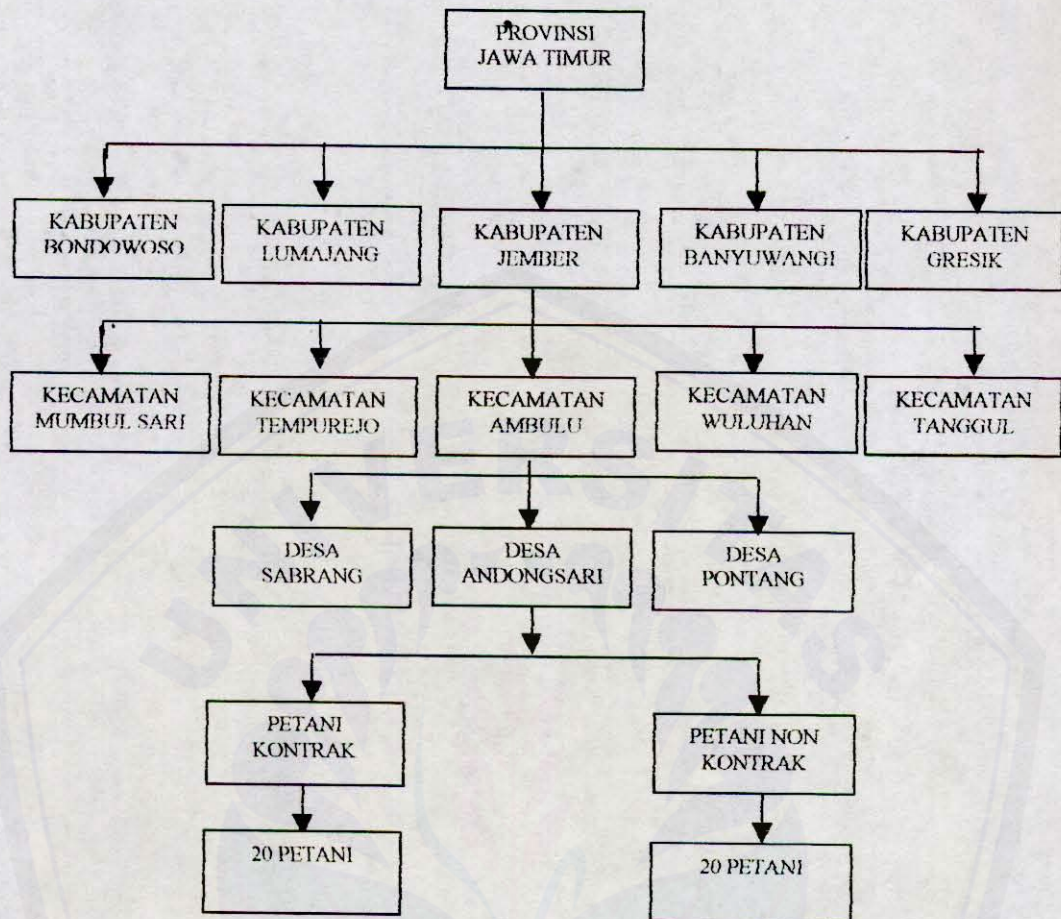 PROVINSI
JAWA TIMUR
KABUPATEN
BONDOWOSO
KABUPATEN
LUMAJANG
KABUPATEN
JEMBER
KABUPATEN
BANYUWANGI
KABUPATEN
GRESIK
KECAMATAN
MUMBUL SARI
KECAMATAN
TEMPUREJO
KECAMATAN
AMBULU
KECAMATAN
WULUHAN
KECAMATAN
TANGGUL
DESA
SABRANG
DESA
ANDONGSARI
DESA
PONTANG
PETANI
KONTRAK
PETANI NON
KONTRAK
20 PETANI
20 PETANI
UNIVERSITAS